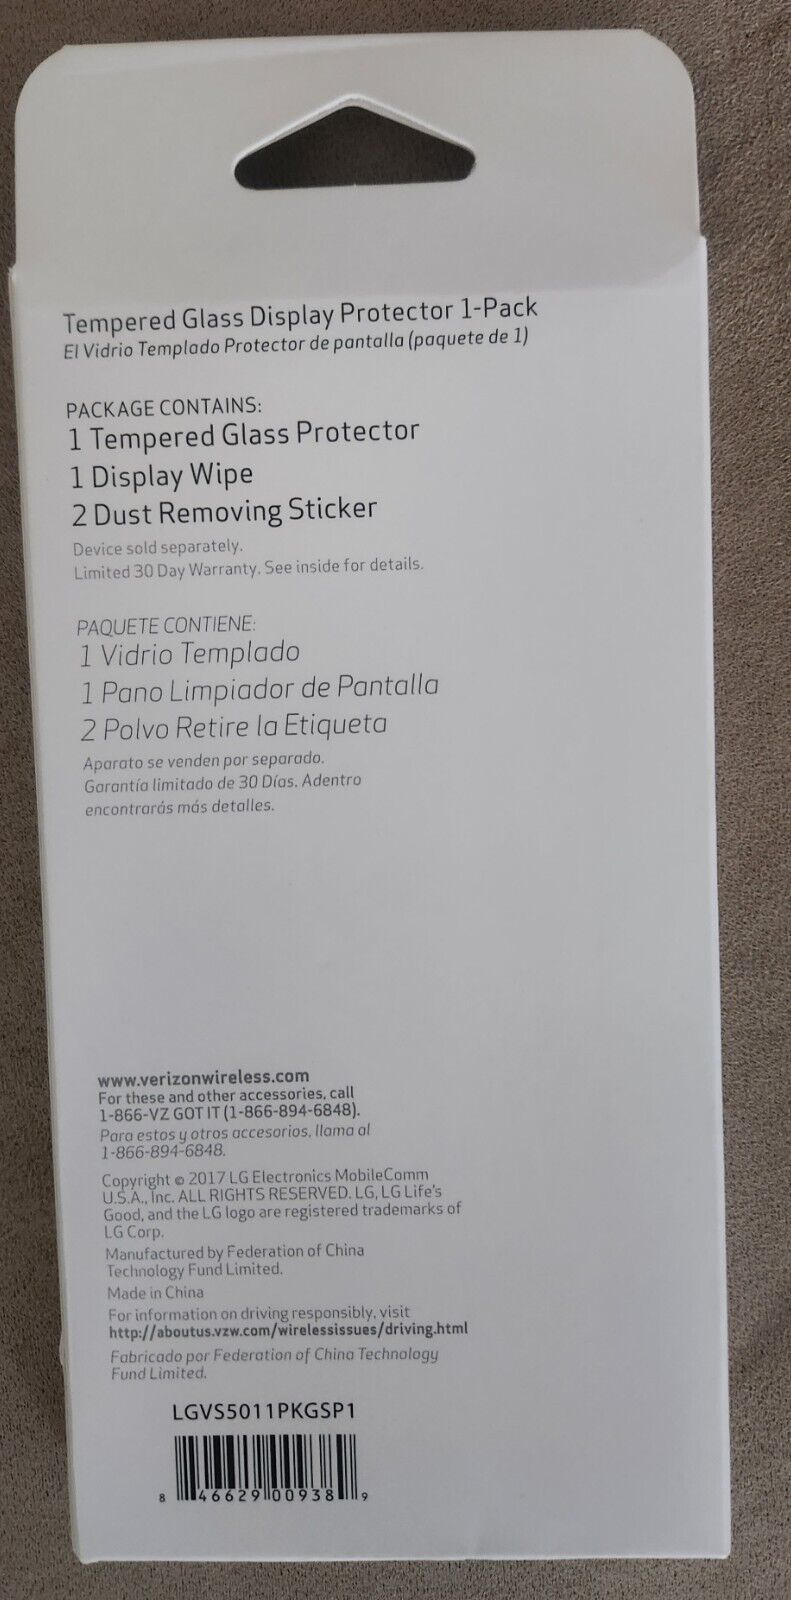 Tempered Glass Display Protector 1-Pack
El Vidrio Templado Protector de pantalla (paquete de 1)
PACKAGE CONTAINS:
1 Tempered Glass Protector
1 Display Wipe
2 Dust Removing Sticker
Device sold separately.
Limited 30 Day Warranty. See inside for details.
PAQUETE CONTIENE:
1 Vidrio Templado
1 Pano Limpiador de Pantalla
2 Polvo Retire la Etiqueta
Aparato se venden por separado.
Garantía limitado de 30 Días. Adentro
encontrarás más detalles.
www.verizonwireless.com
For these and other accessories, call
1-866-VZ GOT IT (1-866-894-6848).
Para estos y otros accesorios, llama al
1-866-894-6848.
Copyright © 2017 LG Electronics MobileComm
U.S.A., Inc. ALL RIGHTS RESERVED. LG, LG Life's
Good, and the LG logo are registered trademarks of
LG Corp.
Manufactured by Federation of China
Technology Fund Limited.
Made in China
For information on driving responsibly, visit
http://aboutus.vzw.com/wirelessissues/driving.html
Fabricado por Federation of China Technology
Fund Limited.
LGVS5011PKGSP1
8 46629 00938 9